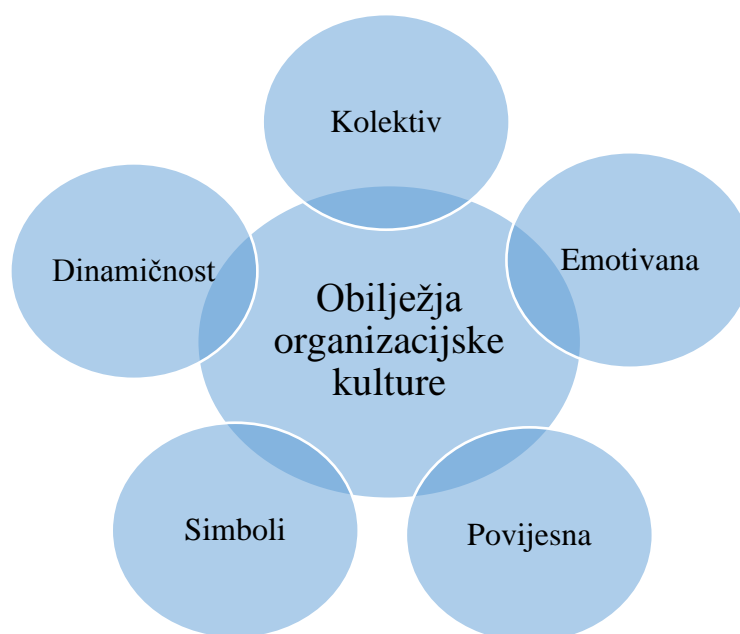 Kolektiv
Emotivana
Dinamičnost
Obilježja
organizacijske
kulture
Simboli
Povijesna